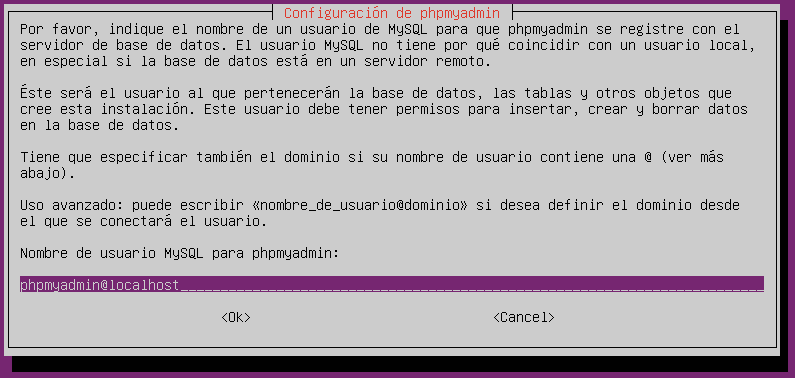 Configuración de phpmyadmin
Por favor, indique el nombre de un usuario de MySQL para que phpmyadmin se registre con el
servidor de base de datos. El usuario MySQL no tiene por qué coincidir con un usuario local,
en especial si la base de datos está en un servidor remoto.
Éste será el usuario al que pertenecerán la base de datos, las tablas y otros objetos que
cree esta instalación. Este usuario debe tener permisos para insertar, crear y borrar datos
en la base de datos.
Tiene que especificar también el dominio si su nombre de usuario contiene una @ (ver más
abajo).
Uso avanzado: puede escribir «nombre_de_usuario@dominio» si desea definir el dominio desde
el que se conectará el usuario.
Nombre de usuario MySQL para phpmyadmin:
phpmyadmin@localhost
<Ok> <Cancel>